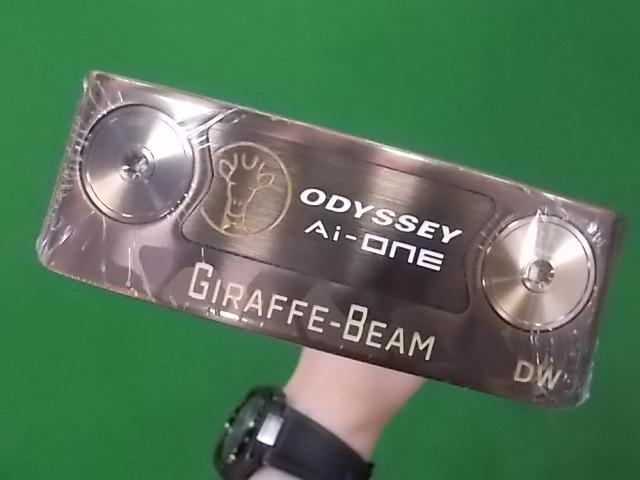 ODYSSEY
Ai-ONE
GIRAFFE-BEAM
DW